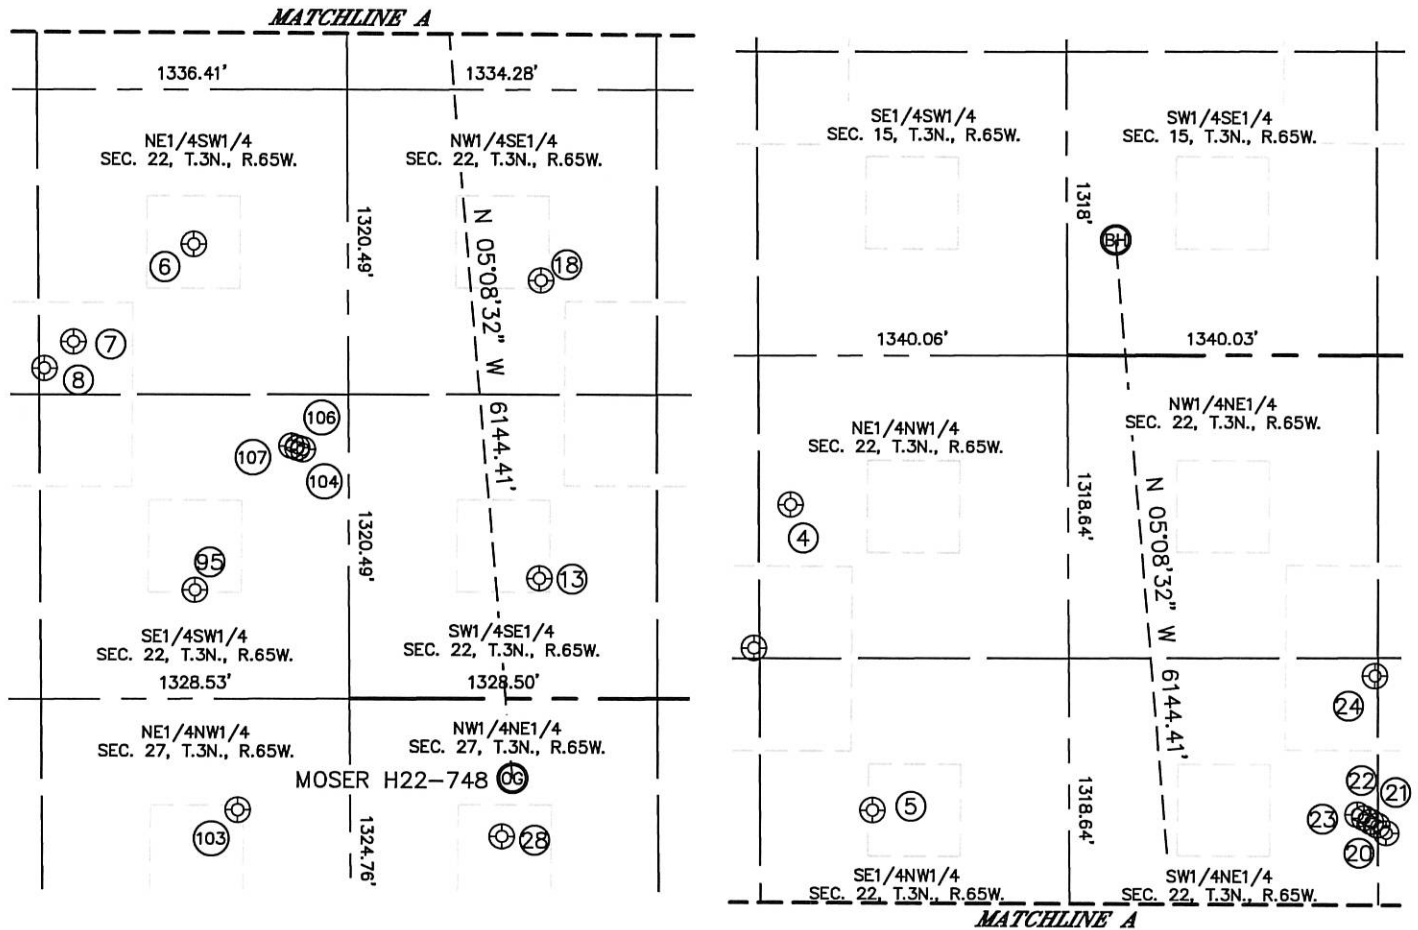 MATCHLINE A
1336.41'
1334.28'
NE1/4SW1/4
SEC. 22, T.3N., R.65W.
NW1/4SE1/4
SEC. 22, T.3N., R.65W.
1320.49'
N 05°08'32" W 6144.41'
6
18
7
8
106
107
104
1320.49'
95
13
SE1/4SW1/4
SEC. 22, T.3N., R.65W.
SW1/4SE1/4
SEC. 22, T.3N., R.65W.
1328.53'
1328.50'
NE1/4NW1/4
SEC. 27, T.3N., R.65W.
NW1/4NE1/4
SEC. 27, T.3N., R.65W.
MOSER H22-748 OG
103
1324.76'
28
SE1/4SW1/4
SEC. 15, T.3N., R.65W.
SW1/4SE1/4
SEC. 15, T.3N., R.65W.
1318'
BH
1340.06'
1340.03'
NE1/4NW1/4
SEC. 22, T.3N., R.65W.
NW1/4NE1/4
SEC. 22, T.3N., R.65W.
4
1318.64'
N 05°08'32" W 6144.41'
24
5
1318.64'
22
21
23
20
SE1/4NW1/4
SEC. 22, T.3N., R.65W.
SW1/4NE1/4
SEC. 22, T.3N., R.65W.
MATCHLINE A